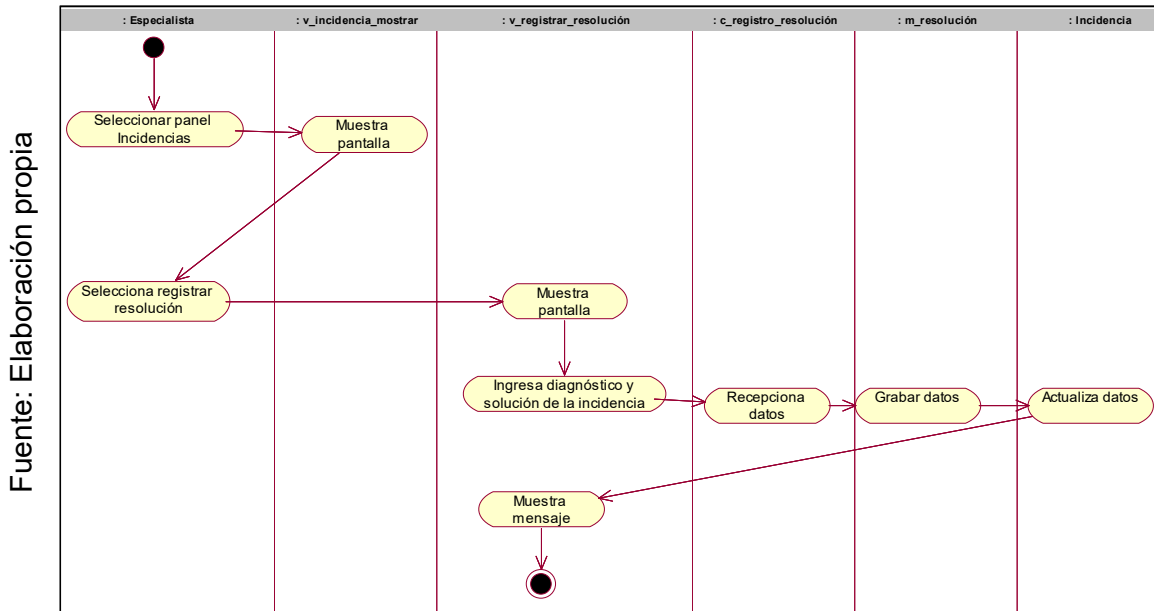 : Especialista
: v_incidencia_mostrar
: v_registrar_resolución
: c_registro_resolución
: m_resolución
: Incidencia
Seleccionar panel
Incidencias
Muestra
pantalla
Selecciona registrar
resolución
Muestra
pantalla
Ingresa diagnóstico y
solución de la incidencia
Recepciona
datos
Grabar datos
Actualiza datos
Muestra
mensaje
Fuente: Elaboración propia